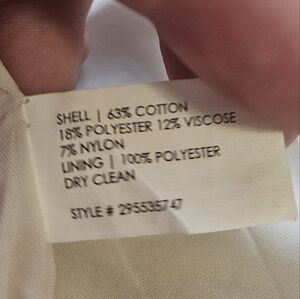 SHELL | 63% COTTON
18% POLYESTER 12% VISCOSE
7% NYLON
LINING | 100% POLYESTER
DRY CLEAN
STYLE # 295535747